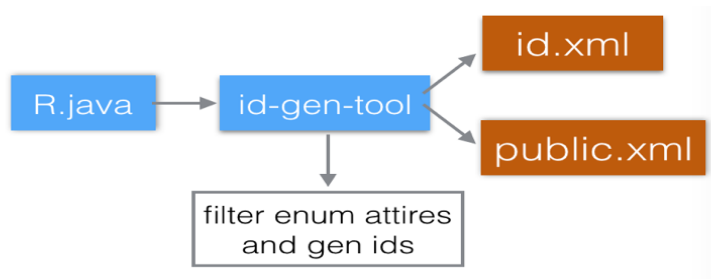 id.xml
R.java
id-gen-tool
public.xml
filter enum attires
and gen ids